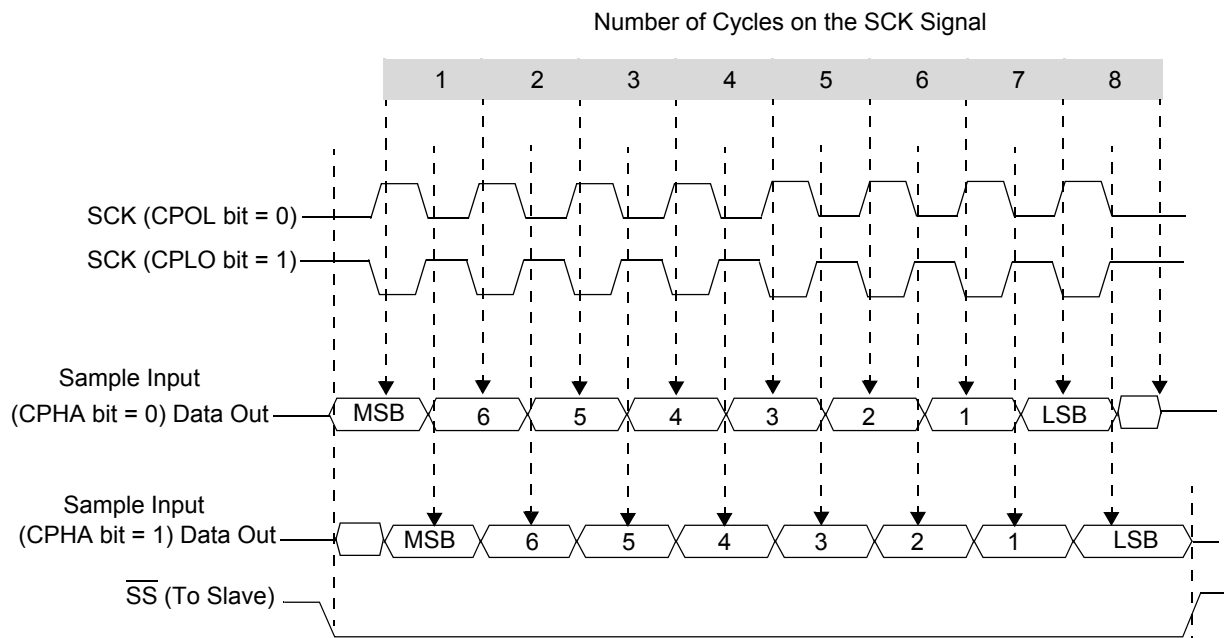 Number of Cycles on the SCK Signal
1 2 3 4 5 6 7 8
SCK (CPOL bit = 0)
SCK (CPLO bit = 1)
Sample Input
(CPHA bit = 0) Data Out
MSB 6 5 4 3 2 1 LSB
Sample Input
(CPHA bit = 1) Data Out
MSB 6 5 4 3 2 1 LSB
SS (To Slave)